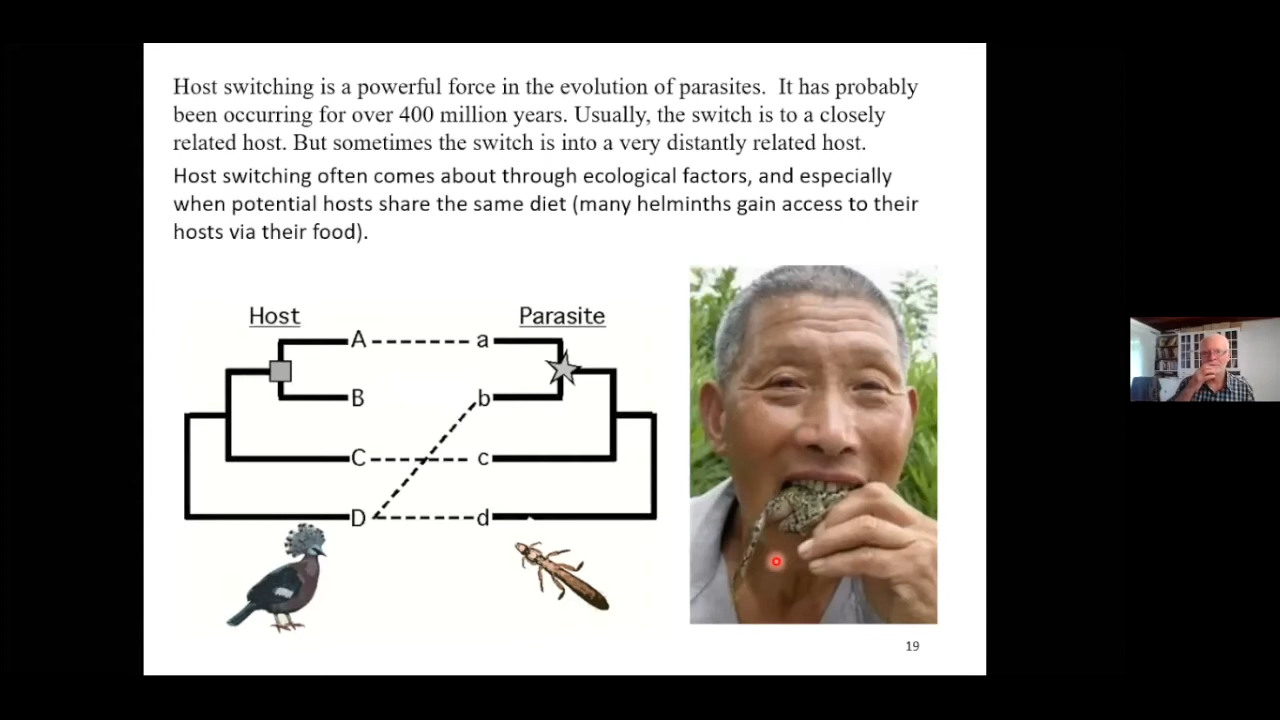 Host switching is a powerful force in the evolution of parasites.  It has probably
been occurring for over 400 million years. Usually, the switch is to a closely
related host. But sometimes the switch is into a very distantly related host.
Host switching often comes about through ecological factors, and especially
when potential hosts share the same diet (many helminths gain access to their
hosts via their food).
Host Parasite
A a
B b
C c
D d
19